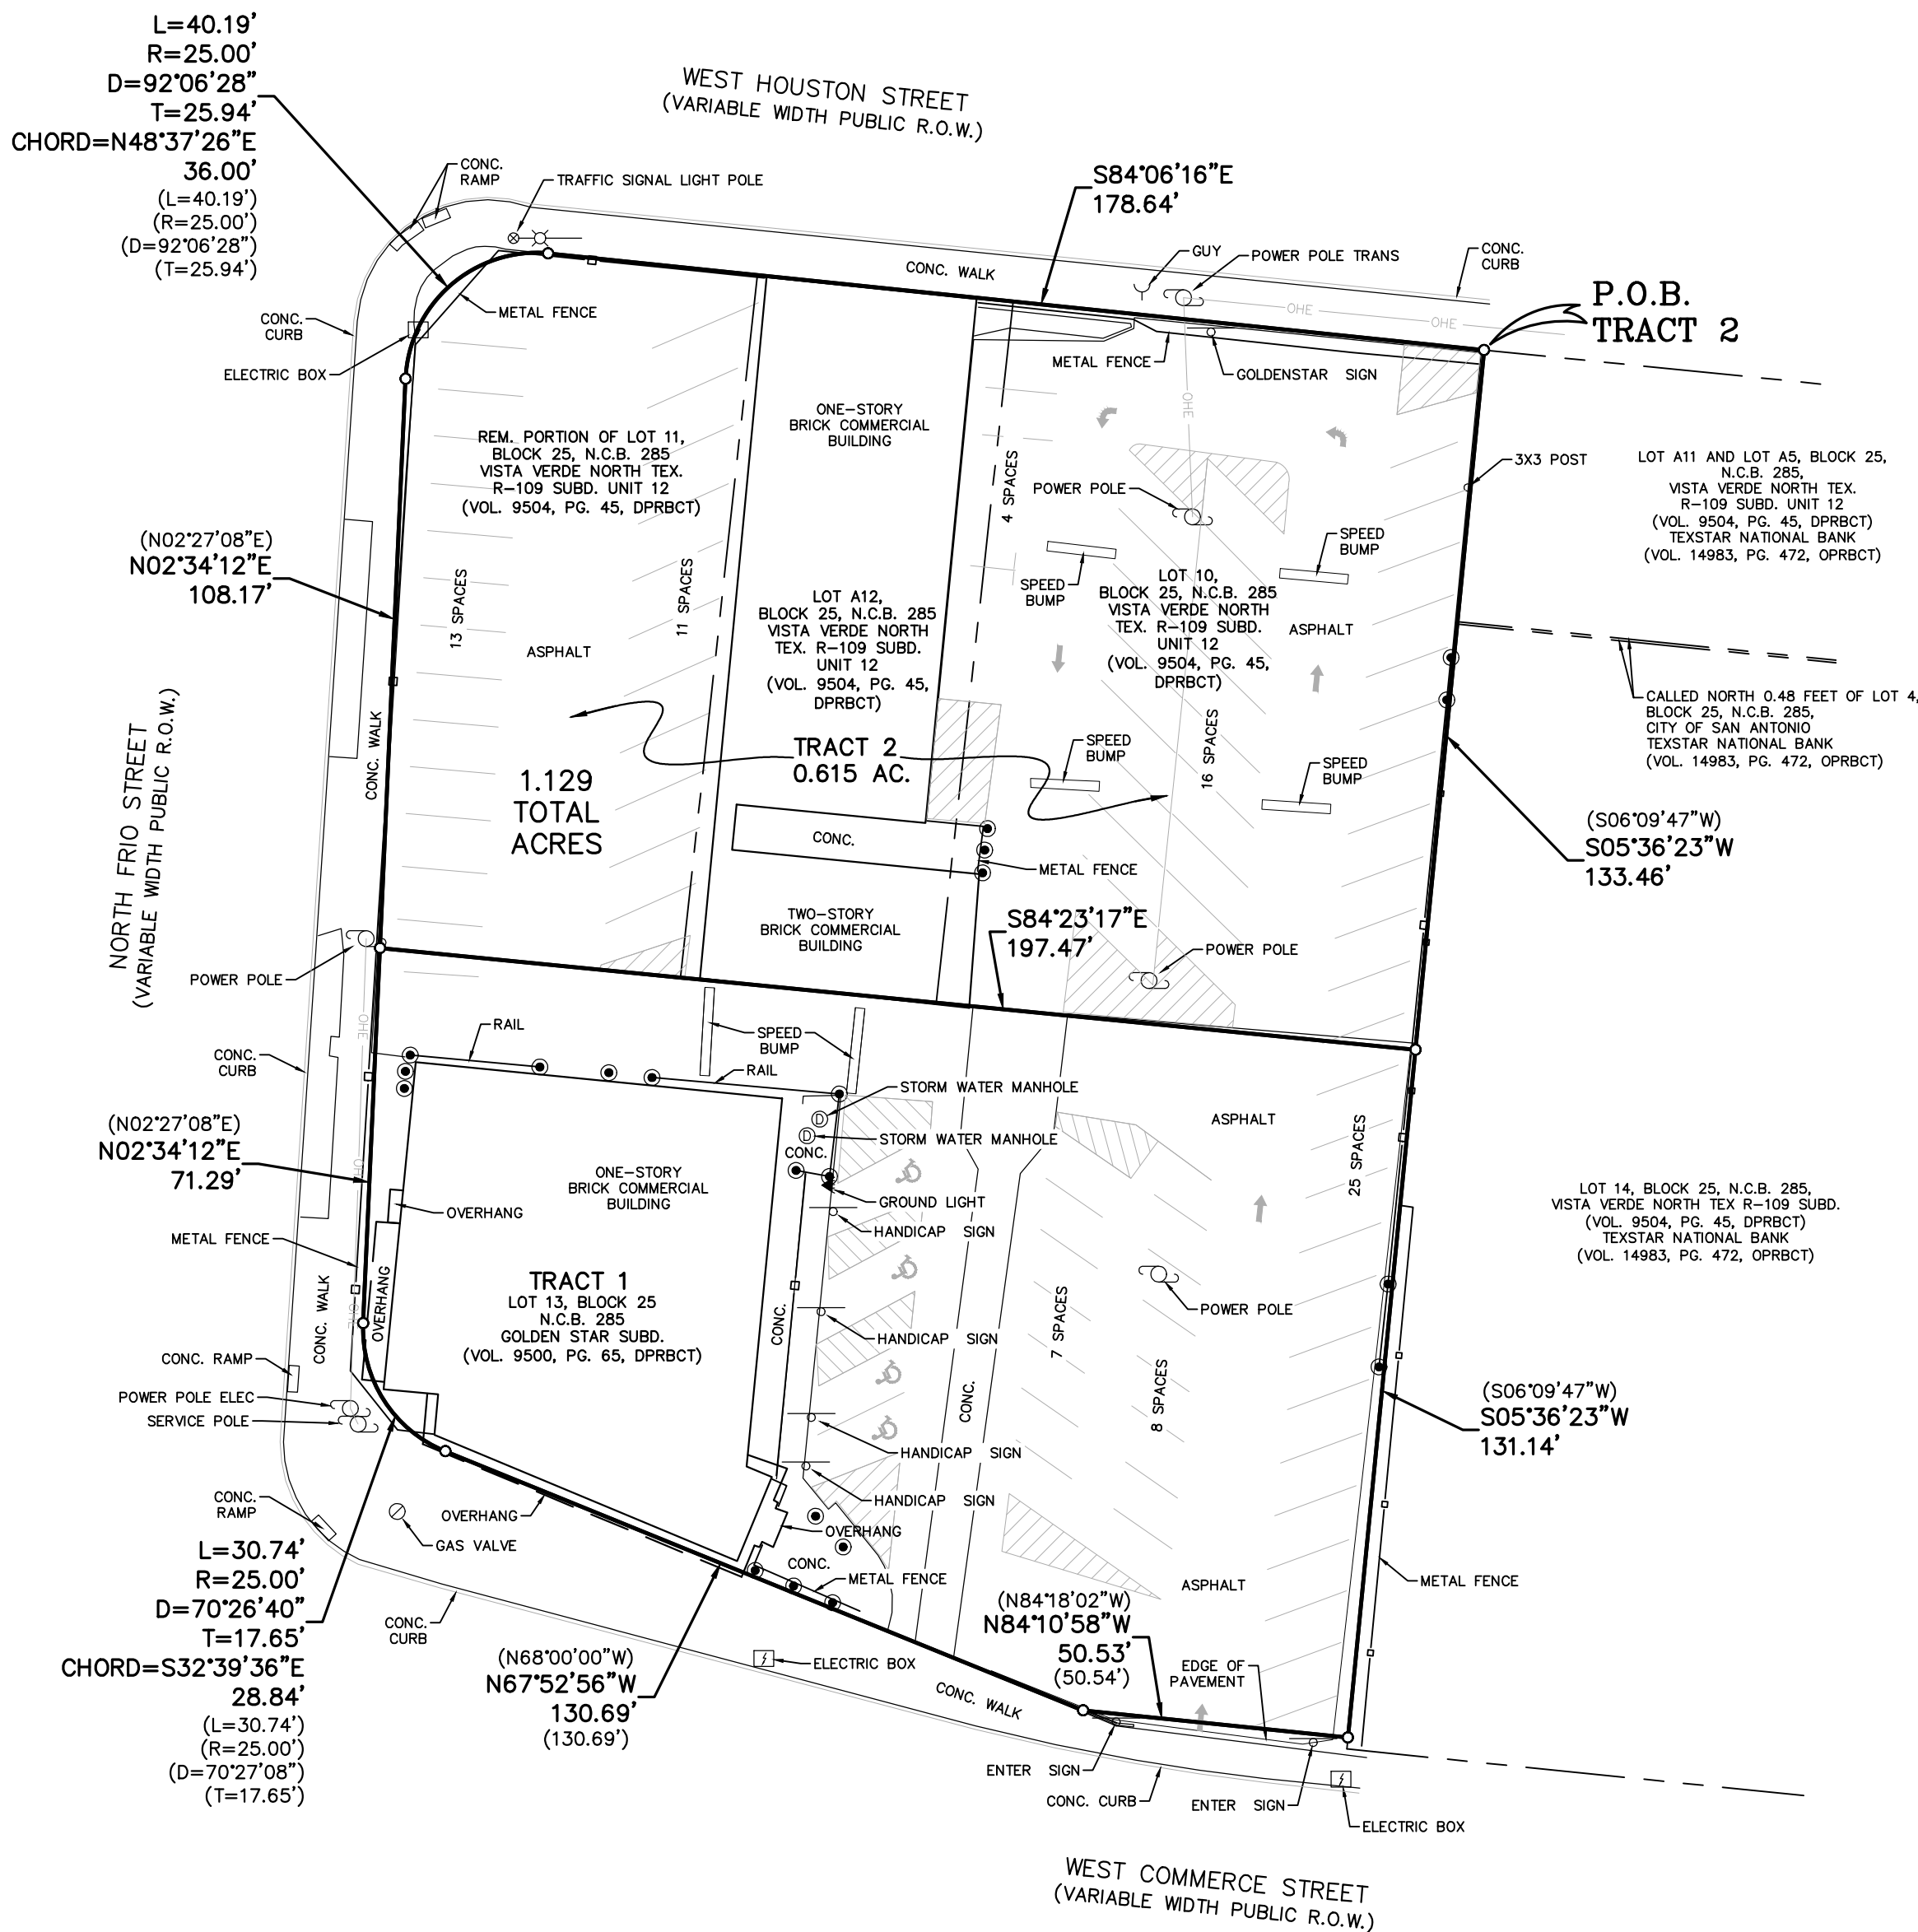 L=40.19'
R=25.00'
D=92°06'28"
T=25.94'
CHORD=N48°37'26"E
36.00'
(L=40.19')
(R=25.00')
(D=92°06'28")
(T=25.94')
WEST HOUSTON STREET
(VARIABLE WIDTH PUBLIC R.O.W.)
CONC.
RAMP
TRAFFIC SIGNAL LIGHT POLE
S84°06'16"E
178.64'
GUY
POWER POLE TRANS
CONC.
CURB
CONC. WALK
OHE
OHE
P.O.B.
TRACT 2
CONC.
CURB
METAL FENCE
ELECTRIC BOX
METAL FENCE
GOLDENSTAR SIGN
OHE
ONE-STORY
BRICK COMMERCIAL
BUILDING
REM. PORTION OF LOT 11,
BLOCK 25, N.C.B. 285
VISTA VERDE NORTH TEX.
R-109 SUBD. UNIT 12
(VOL. 9504, PG. 45, DPRBCT)
4 SPACES
POWER POLE
3X3 POST
LOT A11 AND LOT A5, BLOCK 25,
N.C.B. 285,
VISTA VERDE NORTH TEX.
R-109 SUBD. UNIT 12
(VOL. 9504, PG. 45, DPRBCT)
TEXSTAR NATIONAL BANK
(VOL. 14983, PG. 472, OPRBCT)
(N02°27'08"E)
N02°34'12"E
108.17'
SPEED
BUMP
SPEED
BUMP
13 SPACES
11 SPACES
ASPHALT
LOT A12,
BLOCK 25, N.C.B. 285
VISTA VERDE NORTH
TEX. R-109 SUBD.
UNIT 12
(VOL. 9504, PG. 45,
DPRBCT)
LOT 10,
BLOCK 25, N.C.B. 285
VISTA VERDE NORTH
TEX. R-109 SUBD.
UNIT 12
(VOL. 9504, PG. 45,
DPRBCT)
ASPHALT
CALLED NORTH 0.48 FEET OF LOT 4,
BLOCK 25, N.C.B. 285,
CITY OF SAN ANTONIO
TEXSTAR NATIONAL BANK
(VOL. 14983, PG. 472, OPRBCT)
NORTH FRIO STREET
(VARIABLE WIDTH PUBLIC R.O.W.)
CONC. WALK
1.129
TOTAL
ACRES
TRACT 2
0.615 AC.
SPEED
BUMP
16 SPACES
SPEED
BUMP
(S06°09'47"W)
S05°36'23"W
133.46'
CONC.
METAL FENCE
TWO-STORY
BRICK COMMERCIAL
BUILDING
S84°23'17"E
197.47'
POWER POLE
POWER POLE
OHE
RAIL
SPEED
BUMP
RAIL
CONC.
CURB
STORM WATER MANHOLE
D
D
STORM WATER MANHOLE
CONC.
ASPHALT
25 SPACES
(N02°27'08"E)
N02°34'12"E
71.29'
OHE
ONE-STORY
BRICK COMMERCIAL
BUILDING
OVERHANG
GROUND LIGHT
HANDICAP SIGN
METAL FENCE
LOT 14, BLOCK 25, N.C.B. 285,
VISTA VERDE NORTH TEX R-109 SUBD.
(VOL. 9504, PG. 45, DPRBCT)
TEXSTAR NATIONAL BANK
(VOL. 14983, PG. 472, OPRBCT)
CONC. WALK
OHE
OVERHANG
TRACT 1
LOT 13, BLOCK 25
N.C.B. 285
GOLDEN STAR SUBD.
(VOL. 9500, PG. 65, DPRBCT)
CONC.
HANDICAP SIGN
7 SPACES
POWER POLE
CONC. RAMP
POWER POLE ELEC
SERVICE POLE
CONC.
8 SPACES
(S06°09'47"W)
S05°36'23"W
131.14'
HANDICAP SIGN
HANDICAP SIGN
CONC.
RAMP
OVERHANG
GAS VALVE
OVERHANG
CONC.
METAL FENCE
ASPHALT
METAL FENCE
L=30.74'
R=25.00'
D=70°26'40"
T=17.65'
CHORD=S32°39'36"E
28.84'
(L=30.74')
(R=25.00')
(D=70°27'08")
(T=17.65')
CONC.
CURB
(N68°00'00"W)
N67°52'56"W
130.69'
(130.69')
ELECTRIC BOX
(N84°18'02"W)
N84°10'58"W
50.53'
(50.54')
EDGE OF
PAVEMENT
CONC. WALK
ENTER SIGN
CONC. CURB
ENTER SIGN
ELECTRIC BOX
WEST COMMERCE STREET
(VARIABLE WIDTH PUBLIC R.O.W.)